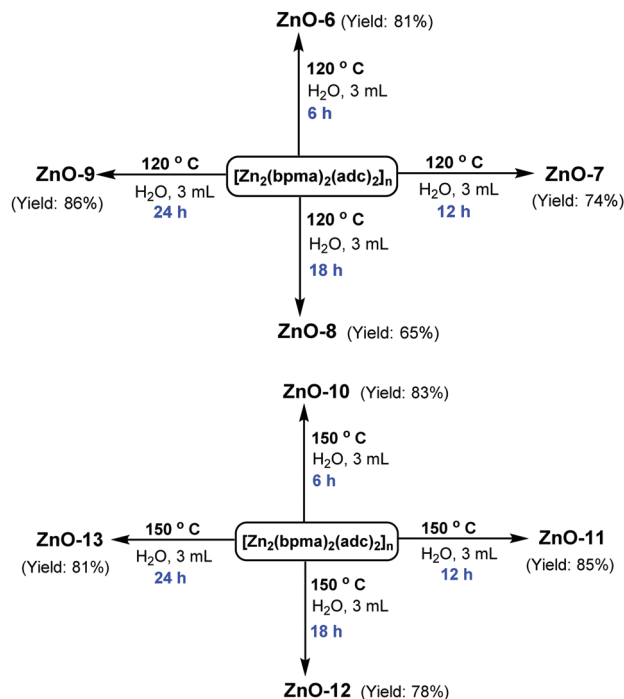 ZnO-6 (Yield: 81%)
120 ° C
H₂O, 3 mL
6 h
ZnO-9
(Yield: 86%)
120 ° C
H₂O, 3 mL
24 h
[Zn₂(bpma)₂(adc)₂]ₙ
120 ° C
H₂O, 3 mL
12 h
ZnO-7
(Yield: 74%)
120 ° C
H₂O, 3 mL
18 h
ZnO-8 (Yield: 65%)
ZnO-10 (Yield: 83%)
150 ° C
H₂O, 3 mL
6 h
ZnO-13
(Yield: 81%)
150 ° C
H₂O, 3 mL
24 h
[Zn₂(bpma)₂(adc)₂]ₙ
150 ° C
H₂O, 3 mL
12 h
ZnO-11
(Yield: 85%)
150 ° C
H₂O, 3 mL
18 h
ZnO-12 (Yield: 78%)